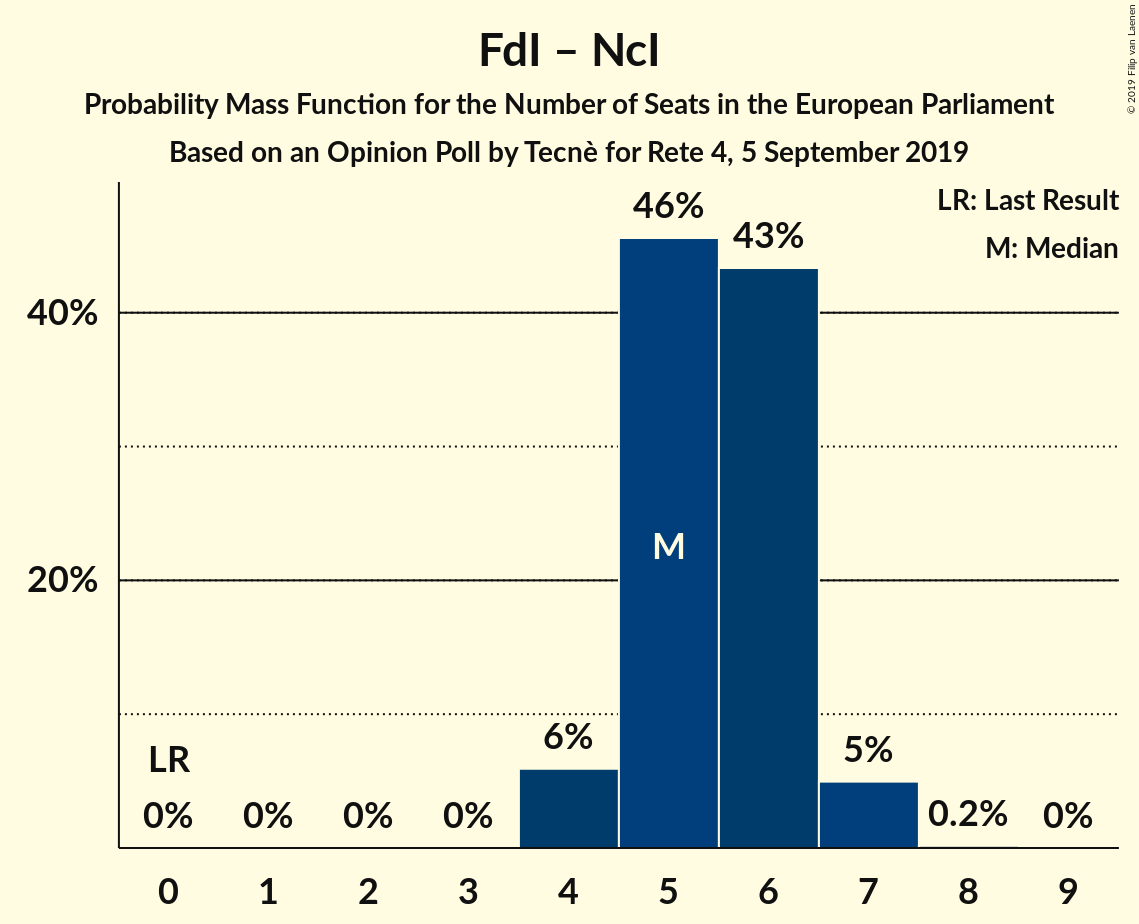 FdI – NcI
Probability Mass Function for the Number of Seats in the European Parliament
Based on an Opinion Poll by Tecnè for Rete 4, 5 September 2019
© 2019 Filip van Laenen
LR: Last Result
M: Median
46%
43%
40%
M
20%
6%
5%
LR
0%
0%
0%
0%
0.2%
0%
0 1 2 3 4 5 6 7 8 9